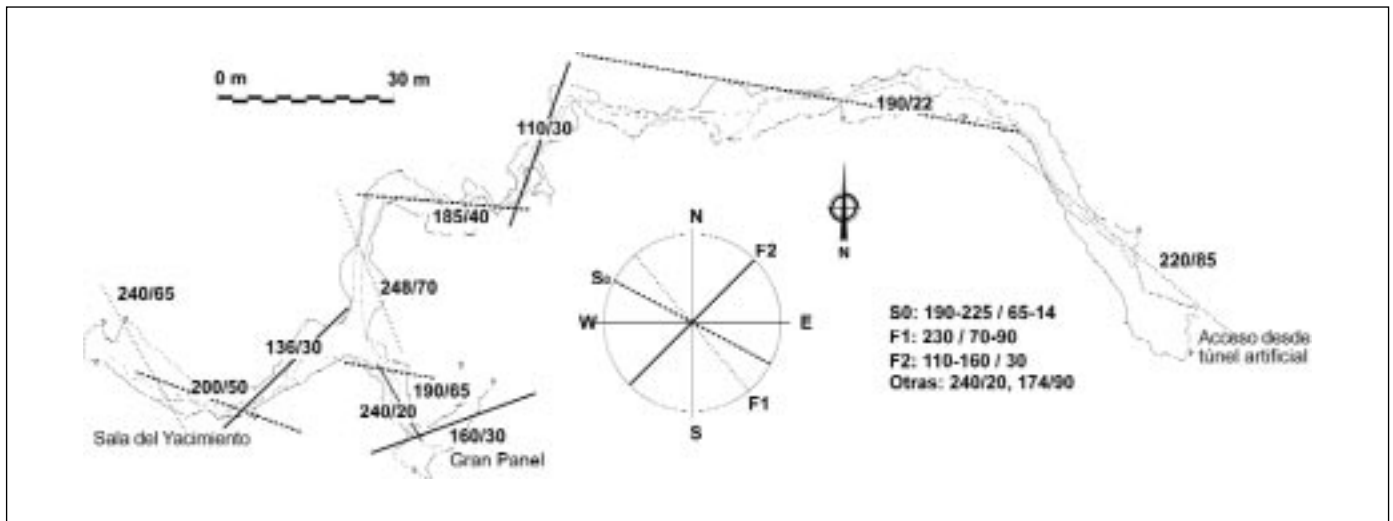 0 m 30 m
110/30
190/22
185/40
248/70
240/65
136/30
200/50
190/65
240/20
160/30
Sala del Yacimiento
Gran Panel
N
F2
S0
W
E
F1
S
N
220/85
Acceso desde
túnel artificial
S0: 190-225 / 65-14
F1: 230 / 70-90
F2: 110-160 / 30
Otras: 240/20, 174/90